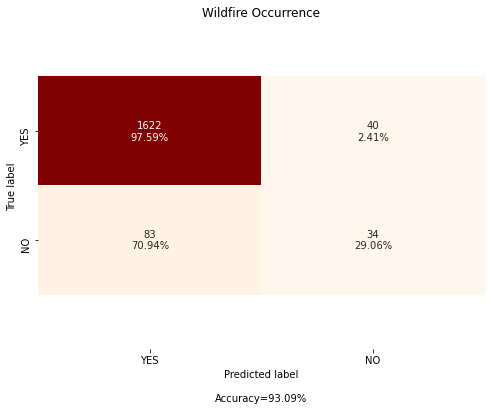 Wildfire Occurrence
YES
1622
97.59%
40
2.41%
True label
NO
83
70.94%
34
29.06%
YES
NO
Predicted label
Accuracy=93.09%